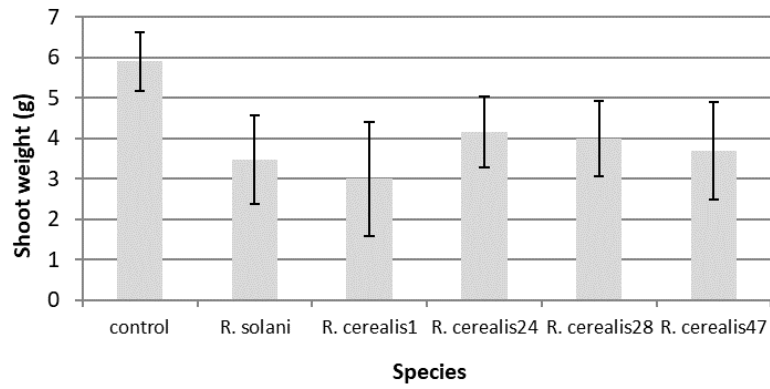 7
6
5
4
3
2
1
0
Shoot weight (g)
control R. solani R. cerealis1 R. cerealis24 R. cerealis28 R. cerealis47
Species